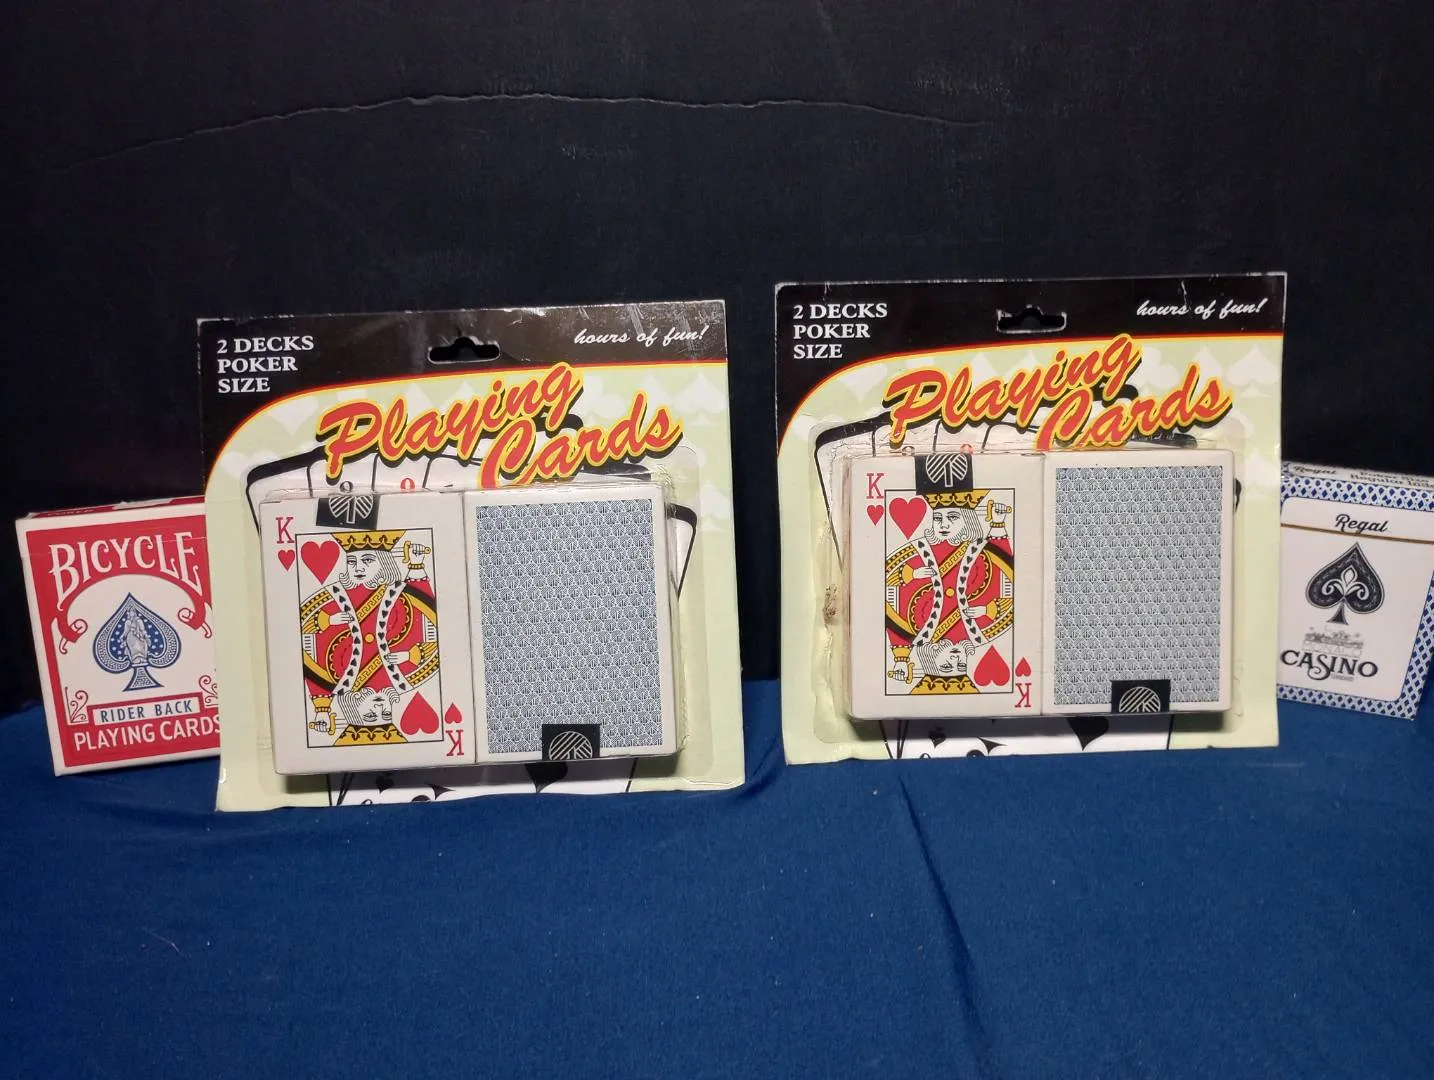 BICYCLE
RIDER BACK
PLAYING CARDS
2 DECKS
POKER
SIZE
hours of fun!
Playing
Cards
K
K
2 DECKS
POKER
SIZE
hours of fun!
Playing
Cards
K
K
Regal
Regal
CASINO